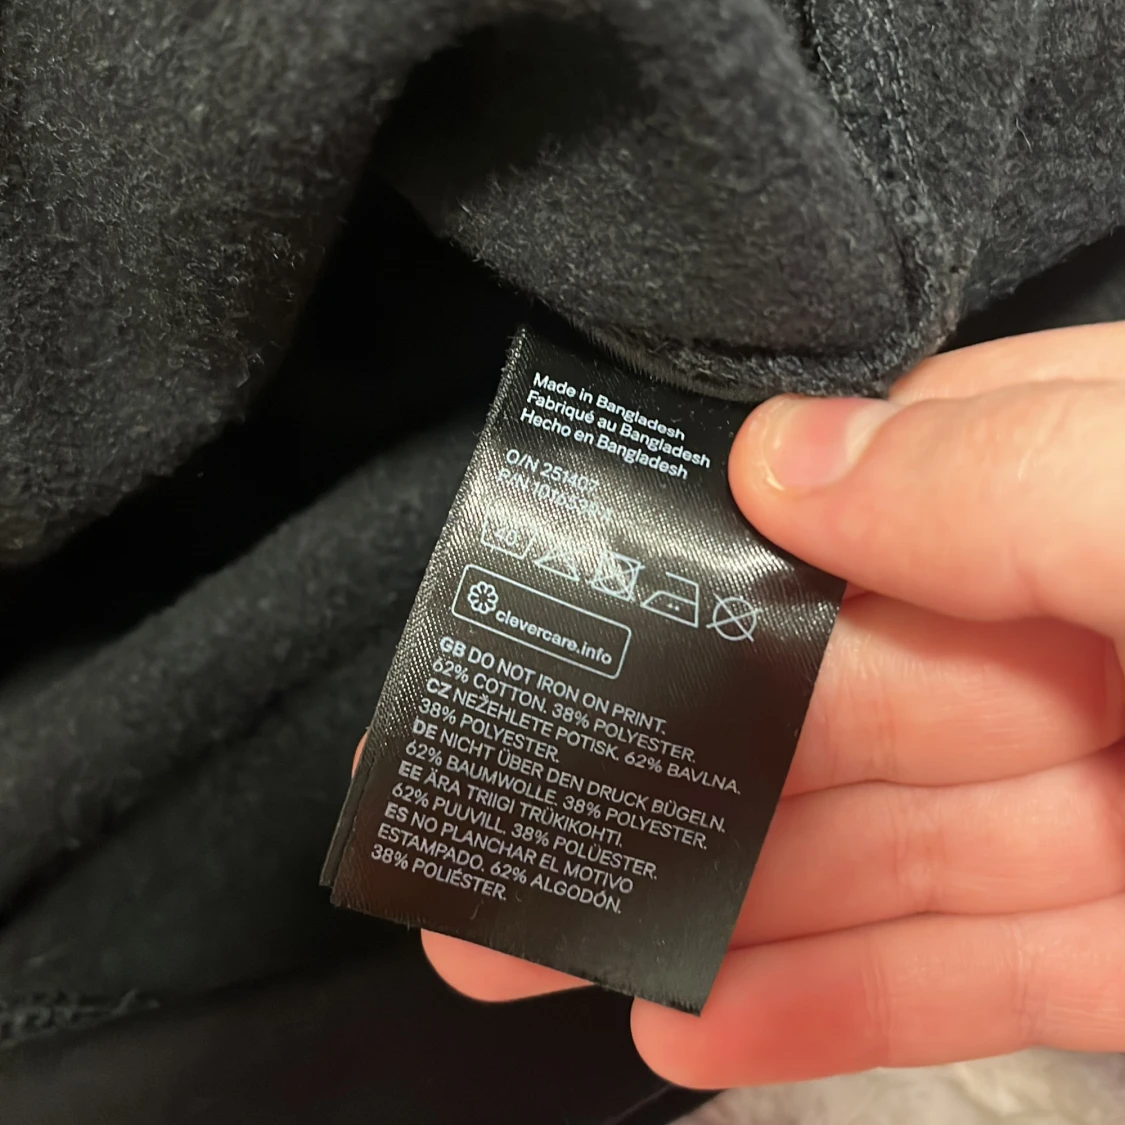 Made in Bangladesh
Fabriqué au Bangladesh
Hecho en Bangladesh
O/N
P/N
40
clevercare.info
GB DO NOT IRON ON PRINT.
62% COTTON. 38% POLYESTER.
CZ NEŽEHLETE POTISK. 62% BAVLNA.
38% POLYESTER.
DE NICHT ÜBER DEN DRUCK BÜGELN.
62% BAUMWOLLE. 38% POLYESTER.
EE ÄRA TRIIGI TRÜKIKOHTI.
62% PUUVILL. 38% POLÜESTER.
ES NO PLANCHAR EL MOTIVO
ESTAMPADO. 62% ALGODÓN.
38% POLIÉSTER.